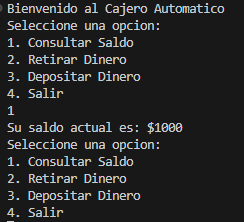 Bienvenido al Cajero Automatico
Seleccione una opcion:
1. Consultar Saldo
2. Retirar Dinero
3. Depositar Dinero
4. Salir
1
Su saldo actual es: $1000
Seleccione una opcion:
1. Consultar Saldo
2. Retirar Dinero
3. Depositar Dinero
4. Salir